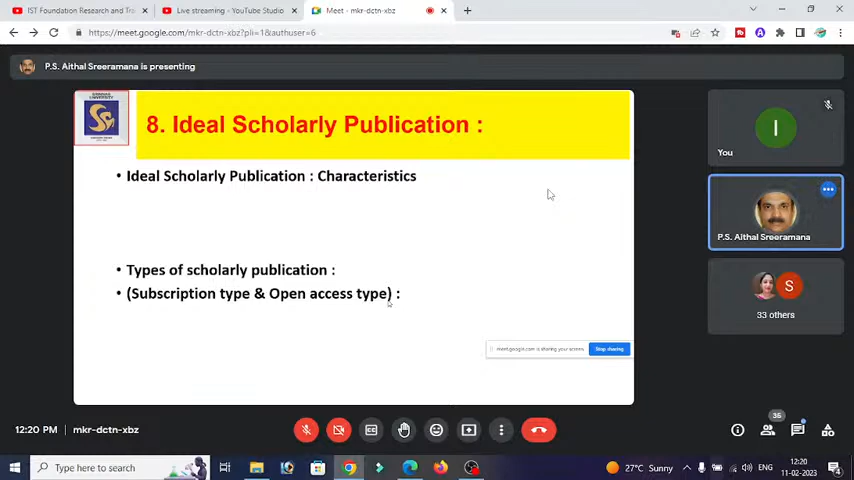 IST Foundation Research and Tra
Live streaming - YouTube Studio
Meet - mkr-dctn-xbz
https://meet.google.com/mkr-dctn-xbz?pli=1&authuser=6
P.S. Aithal Sreeramana is presenting
8. Ideal Scholarly Publication :
• Ideal Scholarly Publication : Characteristics
• Types of scholarly publication :
• (Subscription type & Open access type) :
meet.google.com is sharing your screen.
Stop sharing
I
You
P.S. Aithal Sreeramana
S
33 others
12:20 PM
mkr-dctn-xbz
36
Type here to search
27°C Sunny
ENG
12:20
11-02-2023
4